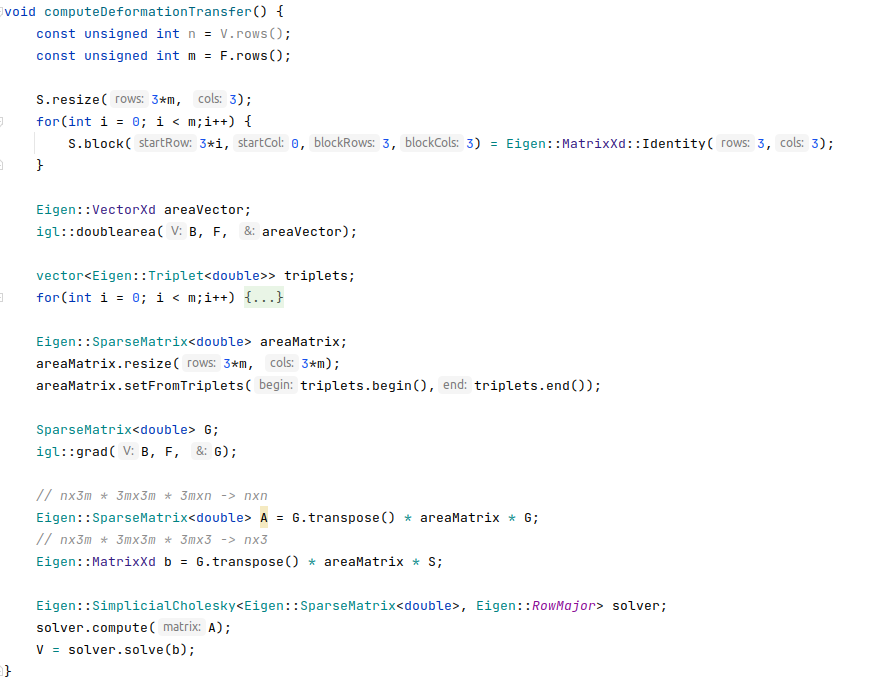 void computeDeformationTransfer() {
const unsigned int n = V.rows();
const unsigned int m = F.rows();
S.resize( rows: 3*m, cols: 3);
for(int i = 0; i < m;i++) {
S.block( startRow: 3*i, startCol: 0, blockRows: 3, blockCols: 3) = Eigen::MatrixXd::Identity( rows: 3, cols: 3);
}
Eigen::VectorXd areaVector;
igl::doublearea( V: B, F, &: areaVector);
vector<Eigen::Triplet<double>> triplets;
for(int i = 0; i < m;i++) {...}
Eigen::SparseMatrix<double> areaMatrix;
areaMatrix.resize( rows: 3*m, cols: 3*m);
areaMatrix.setFromTriplets( begin: triplets.begin(), end: triplets.end());
SparseMatrix<double> G;
igl::grad( V: B, F, &: G);
// nx3m * 3mx3m * 3mxn -> nxn
Eigen::SparseMatrix<double> A = G.transpose() * areaMatrix * G;
// nx3m * 3mx3m * 3mx3 -> nx3
Eigen::MatrixXd b = G.transpose() * areaMatrix * S;
Eigen::SimplicialCholesky<Eigen::SparseMatrix<double>, Eigen::RowMajor> solver;
solver.compute( matrix: A);
V = solver.solve(b);
}